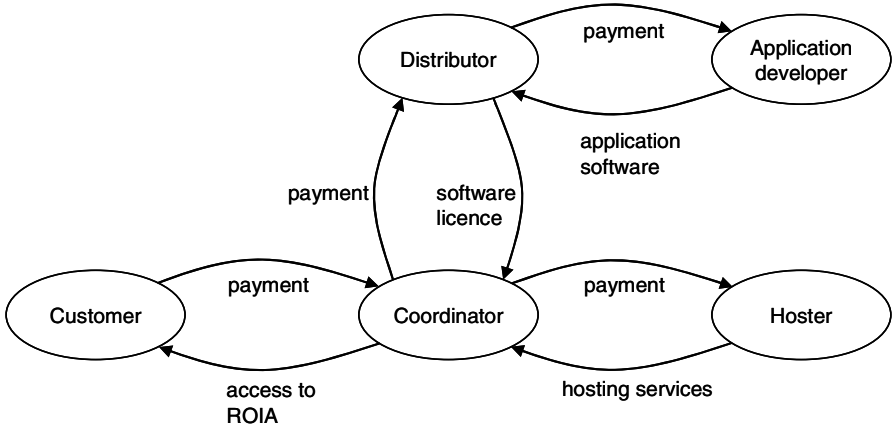 Distributor
payment
Application
developer
application
software
payment
software
licence
Customer
payment
Coordinator
payment
Hoster
access to
ROIA
hosting services